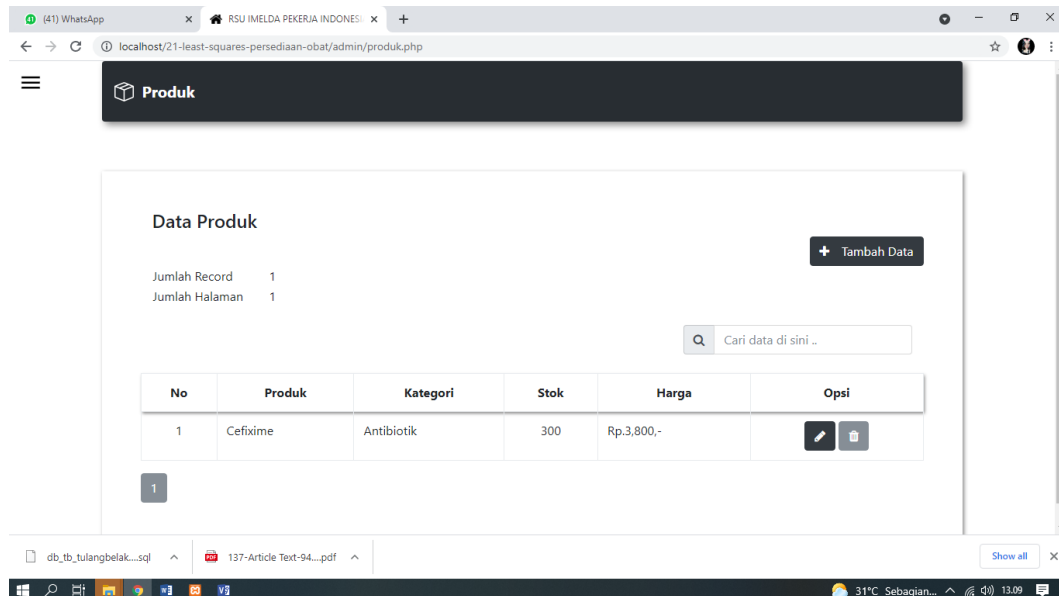 (41) WhatsApp
RSU IMELDA PEKERJA INDONESI
localhost/21-least-squares-persediaan-obat/admin/produk.php
Produk
Data Produk
Tambah Data
Jumlah Record 1
Jumlah Halaman 1
Cari data di sini ..
No Produk Kategori Stok Harga Opsi
1 Cefixime Antibiotik 300 Rp.3,800,-
1
db_tb_tulangbelak....sql
137-Article Text-94....pdf
Show all
31°C Sebagian... 13.09